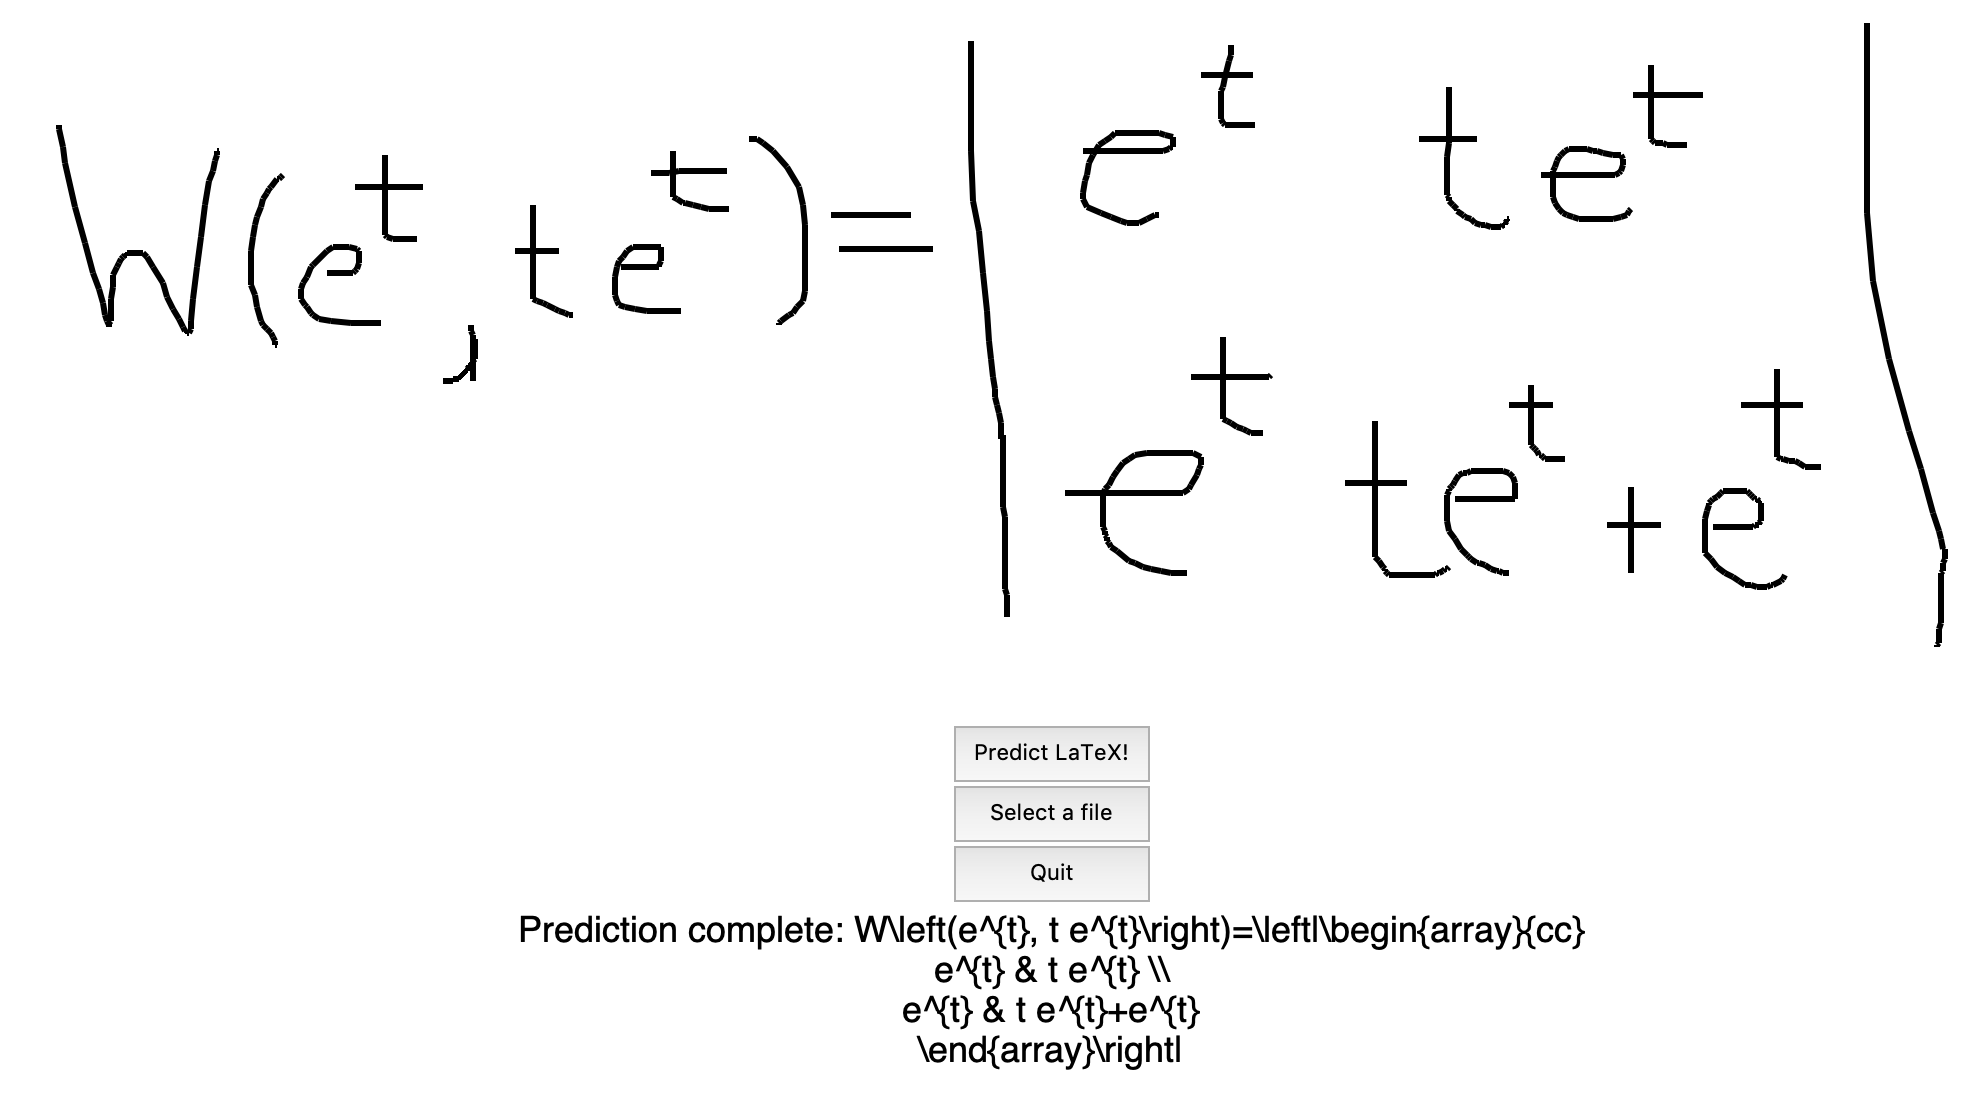 W(e^t, te^t) = | e^t te^t |
| e^t te^t + e^t |
Predict LaTeX!
Select a file
Quit
Prediction complete: W\left(e^{t}, t e^{t}\right)=\left|\begin{array}{cc}
e^{t} & t e^{t} \\
e^{t} & t e^{t}+e^{t}
\end{array}\right|